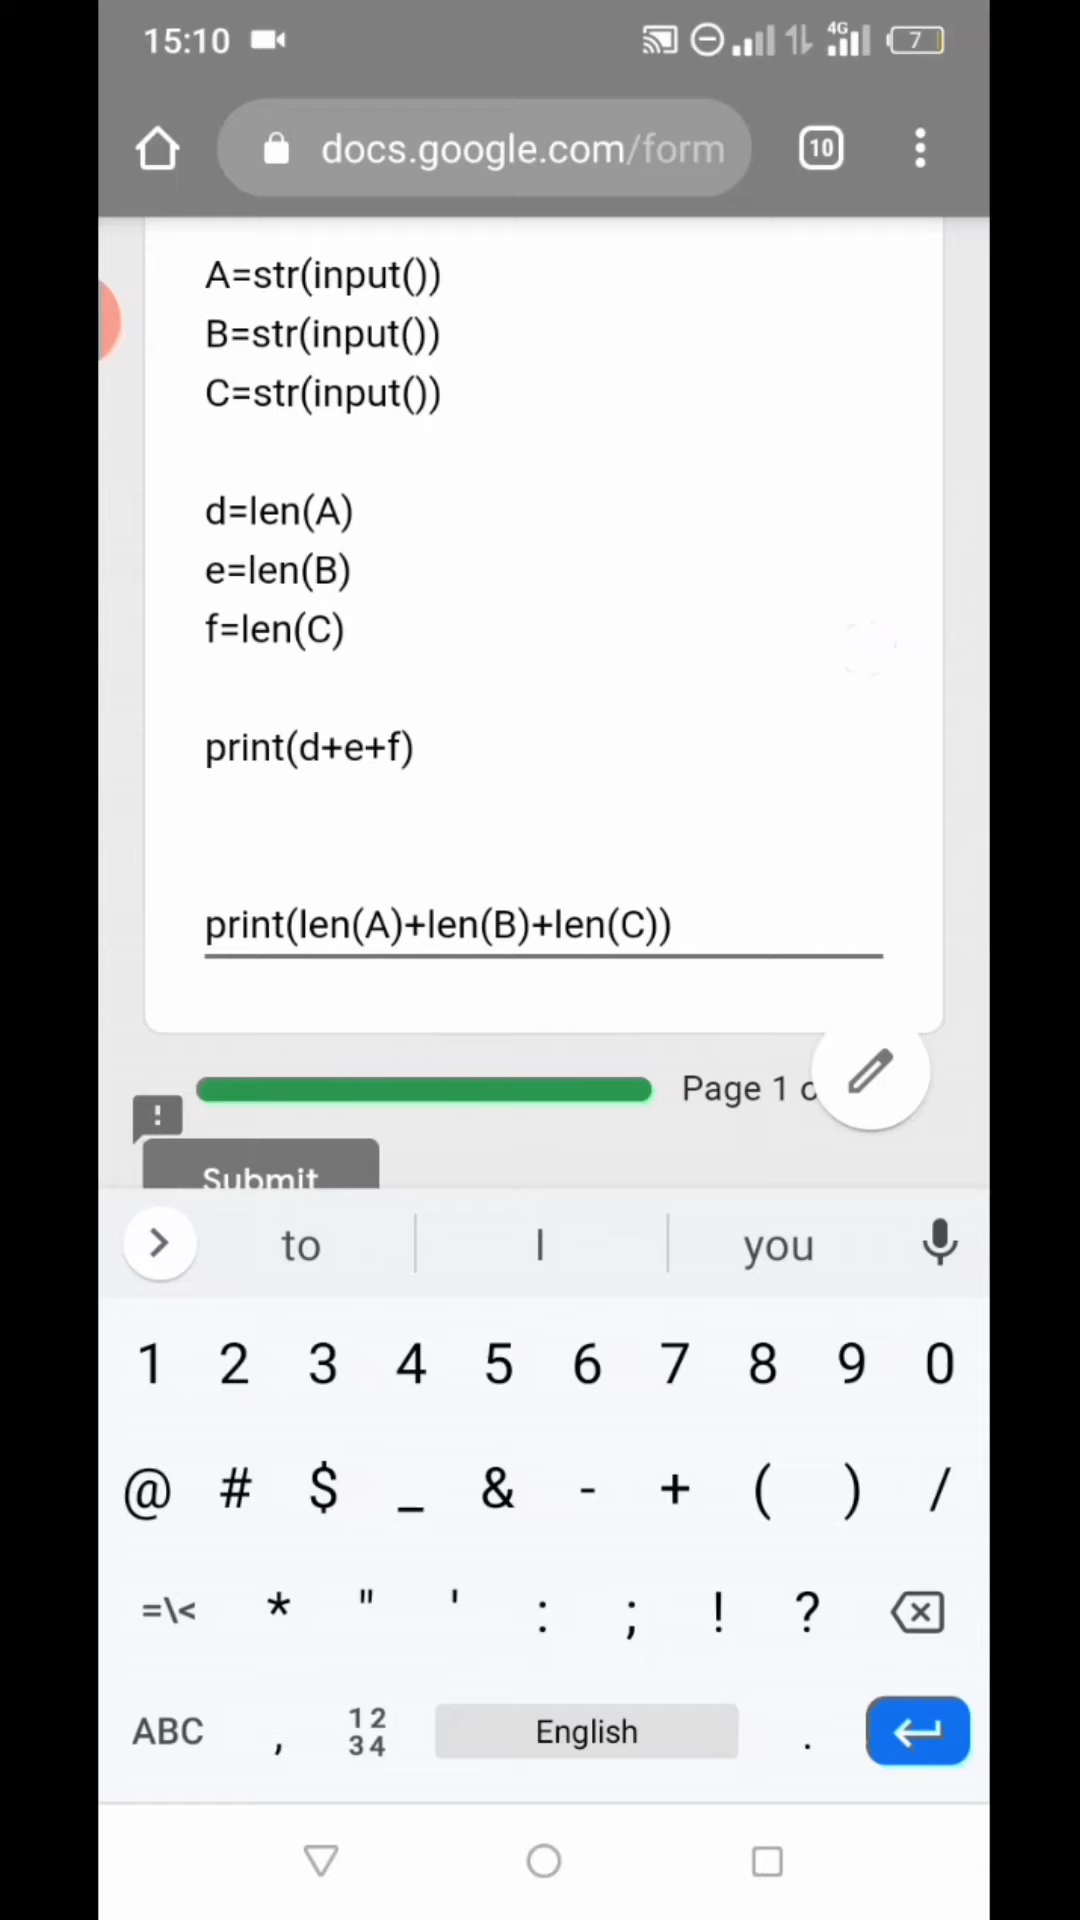 15:10 4G 7
docs.google.com/form 10
A=str(input())
B=str(input())
C=str(input())
d=len(A)
e=len(B)
f=len(C)
print(d+e+f)
print(len(A)+len(B)+len(C))
Page 1 o
Submit
to I you
1 2 3 4 5 6 7 8 9 0
@ # $ _ & - + ( ) /
=\< * " ' : ; ! ?
ABC , 12 34 English .